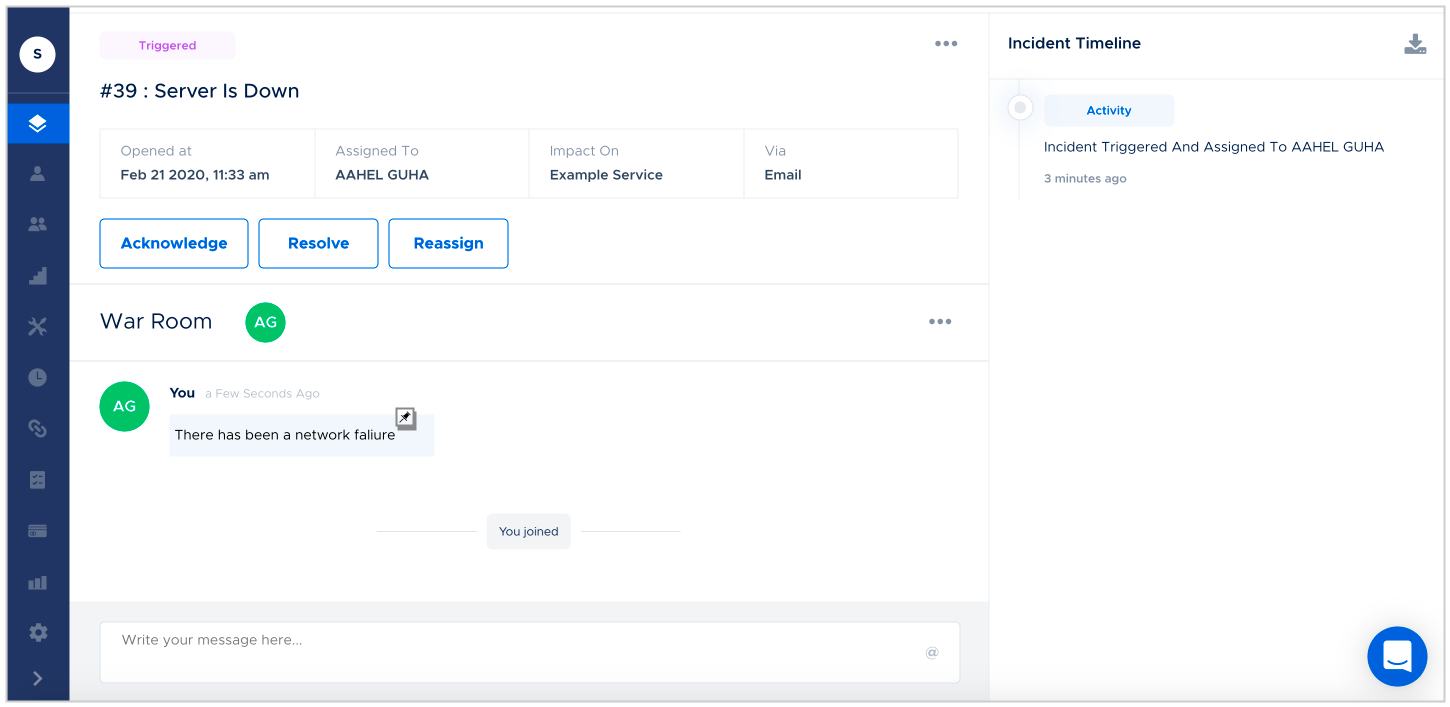 S
Triggered
#39 : Server Is Down
Opened at
Feb 21 2020, 11:33 am
Assigned To
AAHEL GUHA
Impact On
Example Service
Via
Email
Acknowledge
Resolve
Reassign
War Room
AG
AG
You a Few Seconds Ago
There has been a network faliure
You joined
Write your message here...
@
Incident Timeline
Activity
Incident Triggered And Assigned To AAHEL GUHA
3 minutes ago